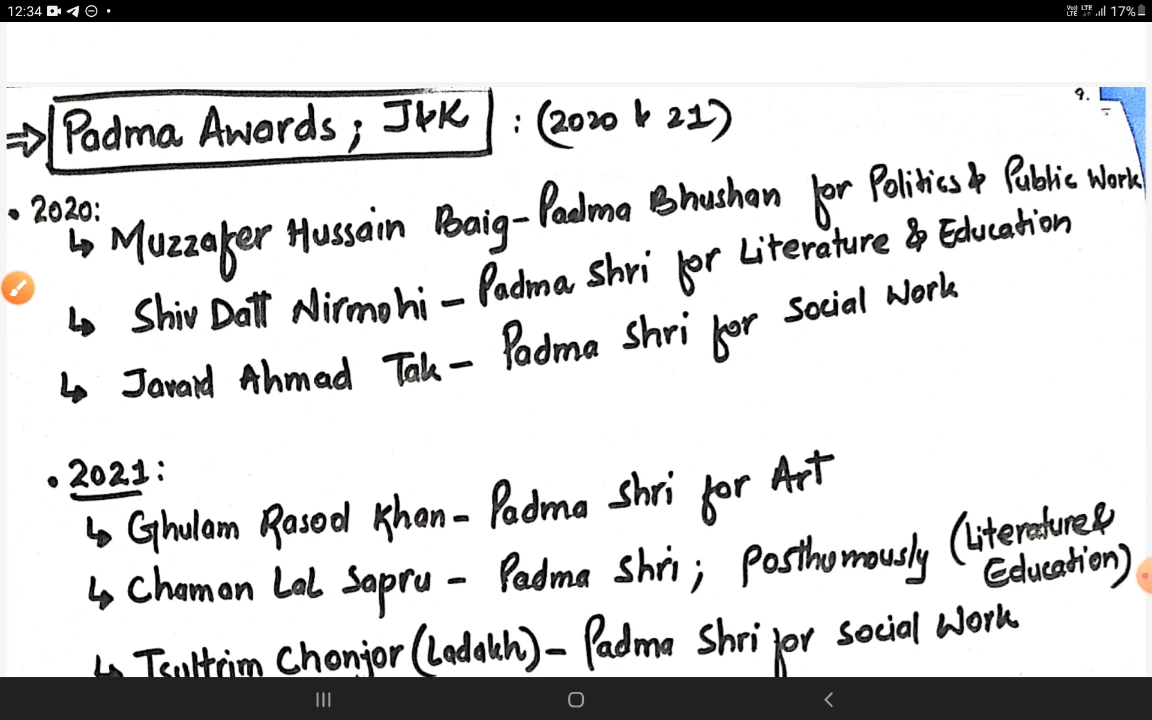 12:34
Vo) LTE LTE 17%
9.
⇒ Padma Awards; J&K : (2020 & 21)
• 2020:
↳ Muzzafer Hussain Baig - Padma Bhushan for Politics & Public Work
↳ Shiv Datt Nirmohi - Padma Shri for Literature & Education
↳ Javaid Ahmad Tak - Padma Shri for Social Work
• 2021:
↳ Ghulam Rasool Khan - Padma Shri for Art
↳ Chaman Lal Sapru - Padma Shri; Posthumously (Literature & Education)
↳ Tsultrim Chonjor (Ladakh) - Padma Shri for Social Work